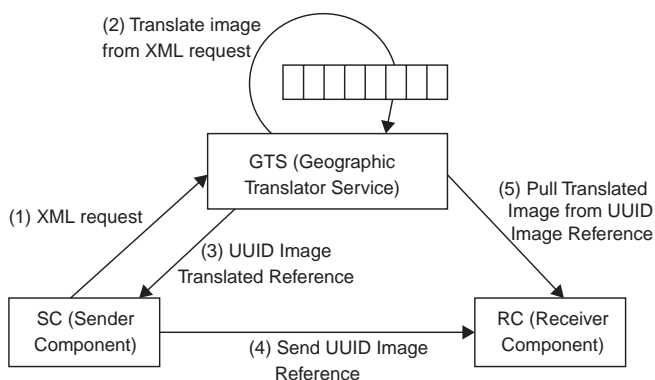 (2) Translate image
from XML request
GTS (Geographic
Translator Service)
(1) XML request
(3) UUID Image
Translated Reference
(5) Pull Translated
Image from UUID
Image Reference
SC (Sender
Component)
(4) Send UUID Image
Reference
RC (Receiver
Component)